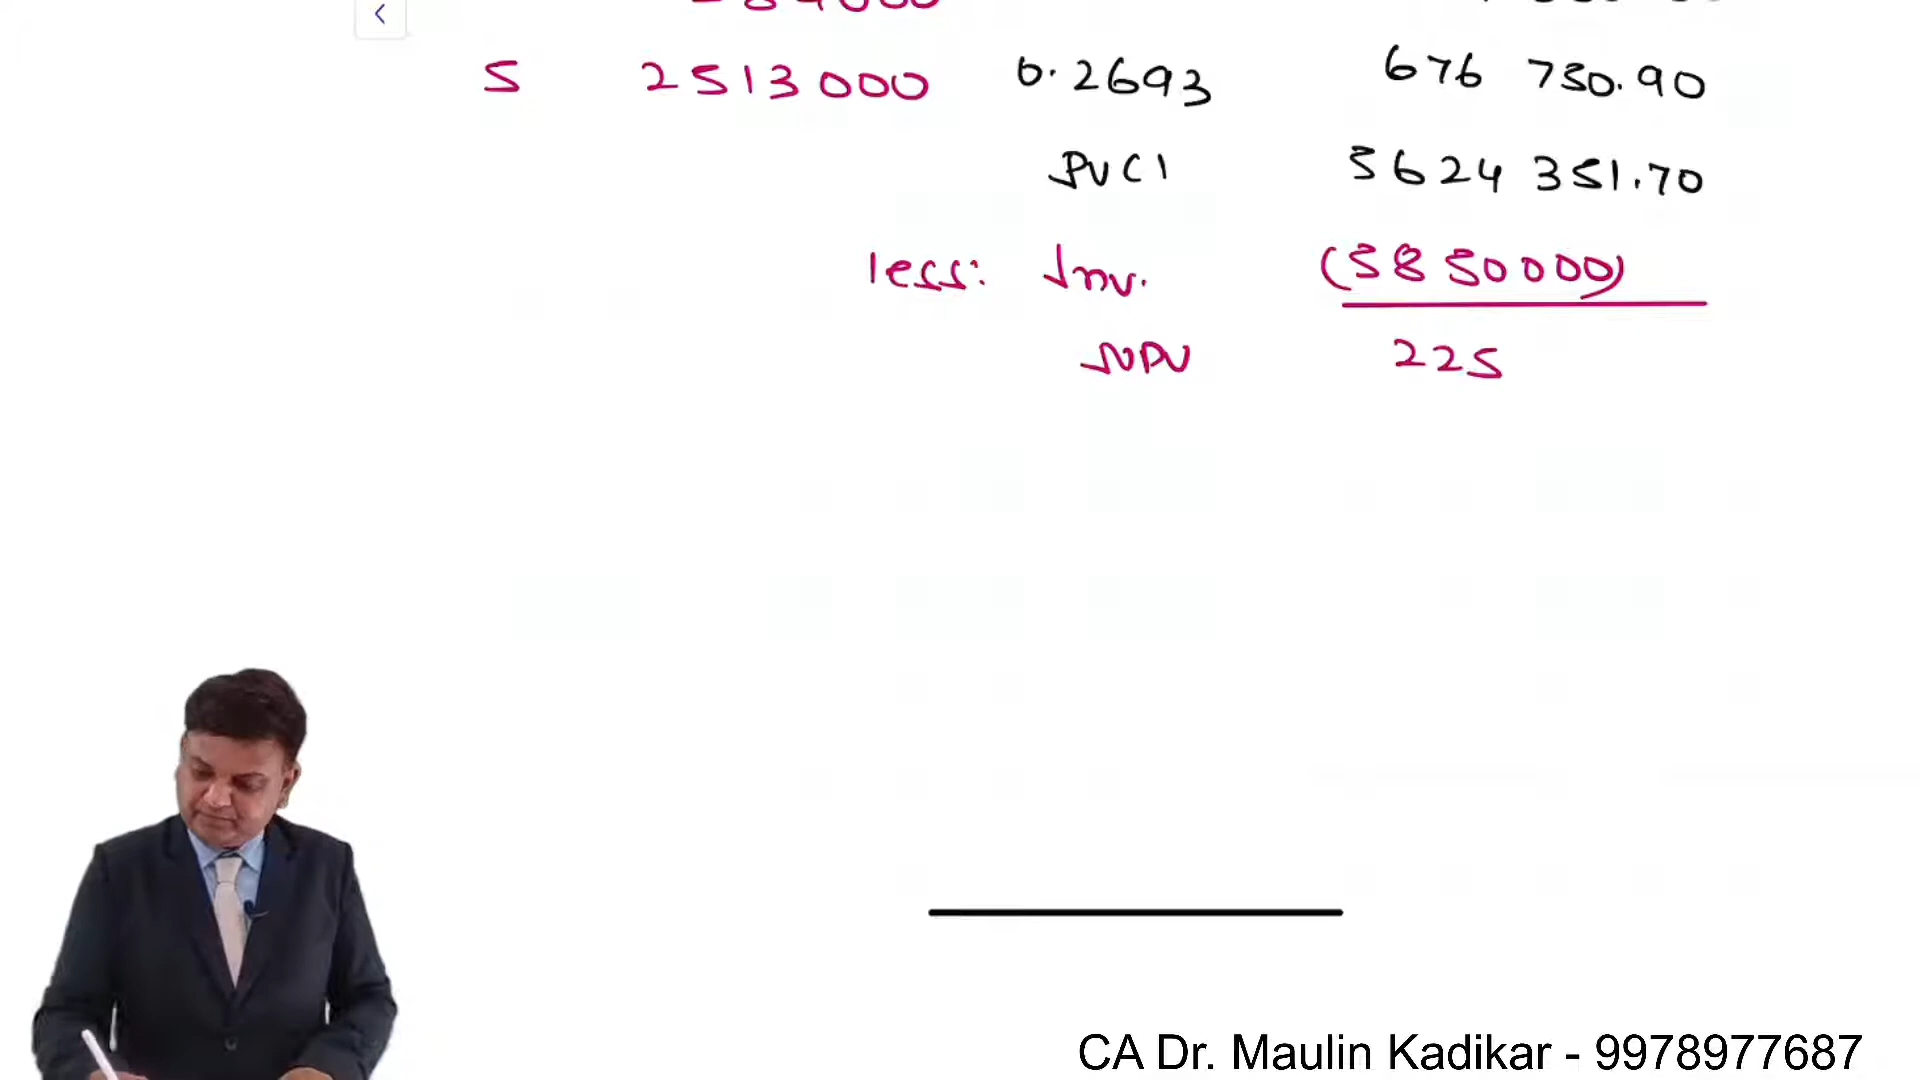 5 2513000 0.2693 676 750.90
PVCI 5624 351.70
less: Inv. (5850000)
NPV 225
CA Dr. Maulin Kadikar - 9978977687